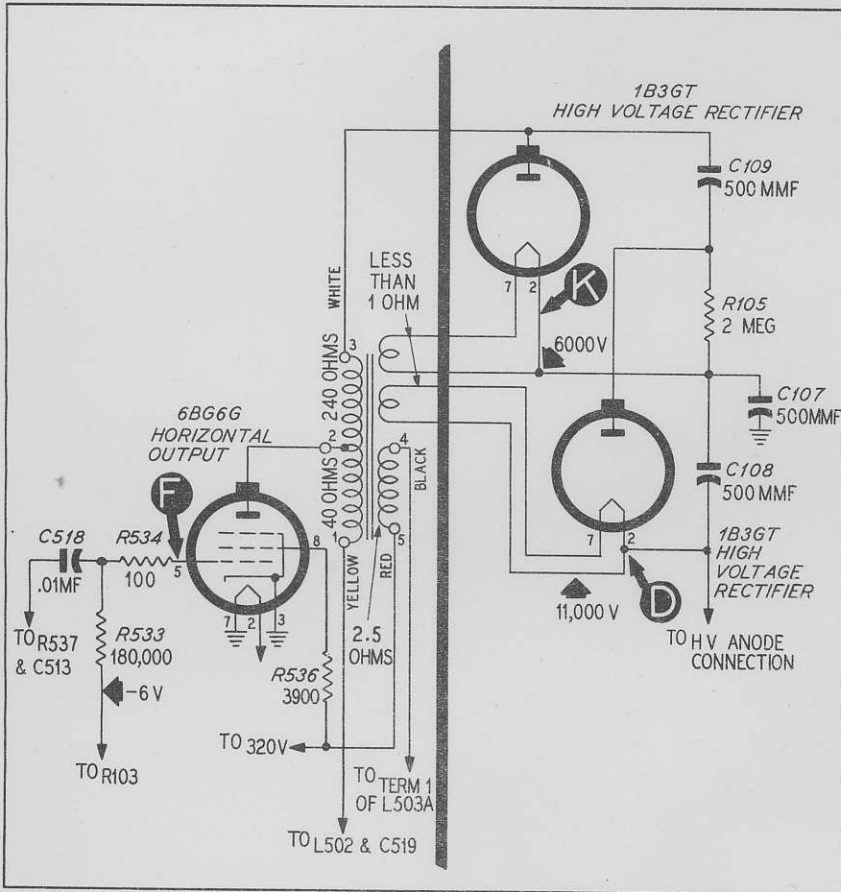 1B3GT
HIGH VOLTAGE RECTIFIER
C109
500 MMF
LESS
THAN
1 OHM
WHITE
7 2
K
R105
2 MEG
6000V
3
240 OHMS
C107
500MMF
6BG6G
HORIZONTAL
OUTPUT
2
4
BLACK
C108
500 MMF
F
40 OHMS
C518
.01MF
R534
100
5
8
1
5
YELLOW
RED
7 2
1B3GT
HIGH
VOLTAGE
RECTIFIER
D
11,000 V
TO R537
& C513
R533
180,000
7 2 3
2.5
OHMS
TO HV ANODE
CONNECTION
-6 V
R536
3900
TO 320V
TO R103
TO TERM 1
OF L503A
TO L502 & C519